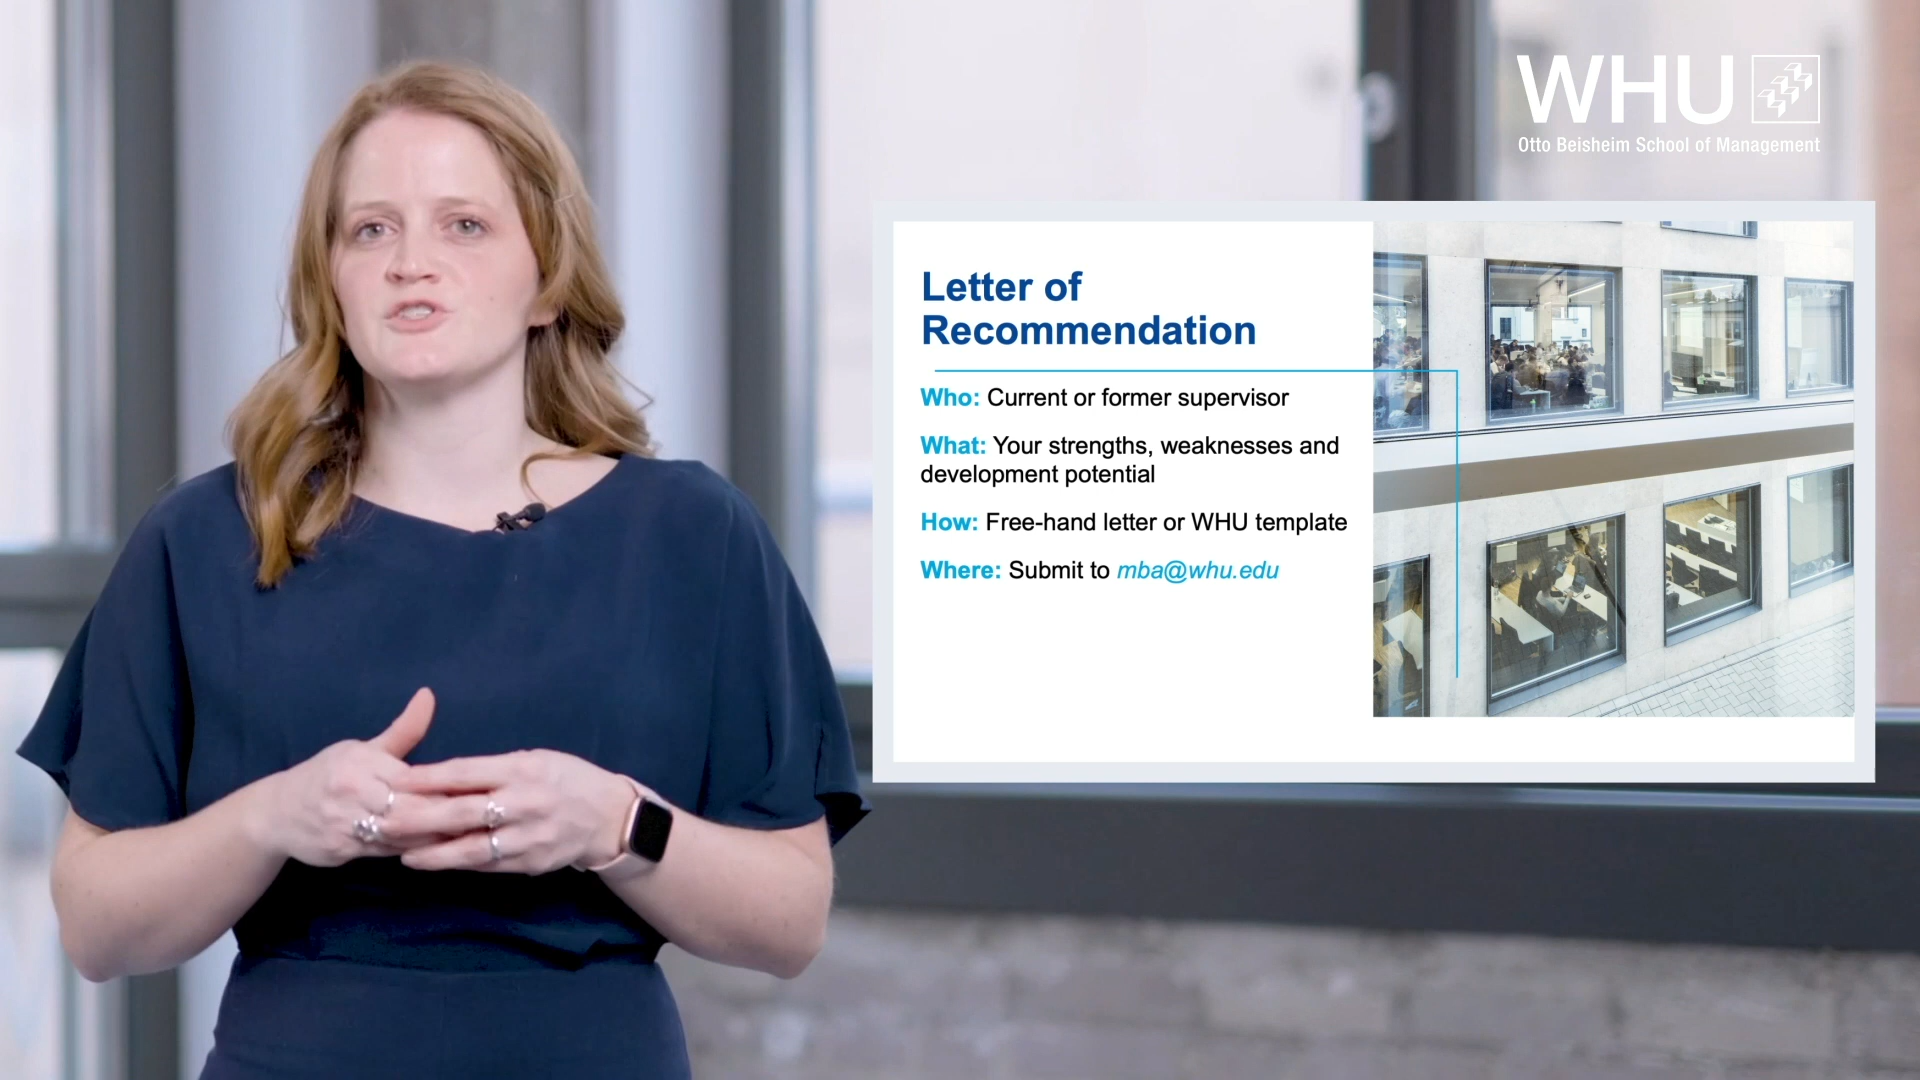 WHU
Otto Beisheim School of Management
Letter of
Recommendation
Who: Current or former supervisor
What: Your strengths, weaknesses and
development potential
How: Free-hand letter or WHU template
Where: Submit to mba@whu.edu